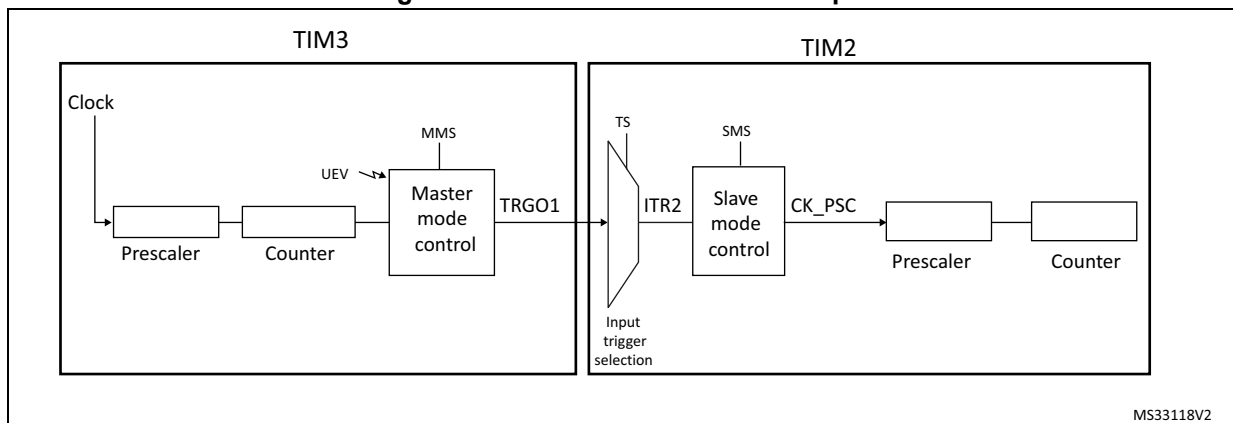 TIM3
TIM2
Clock
MMS
TS
SMS
UEV
Master
mode
control
TRGO1
ITR2
Slave
mode
control
CK_PSC
Prescaler
Counter
Prescaler
Counter
Input
trigger
selection
MS33118V2